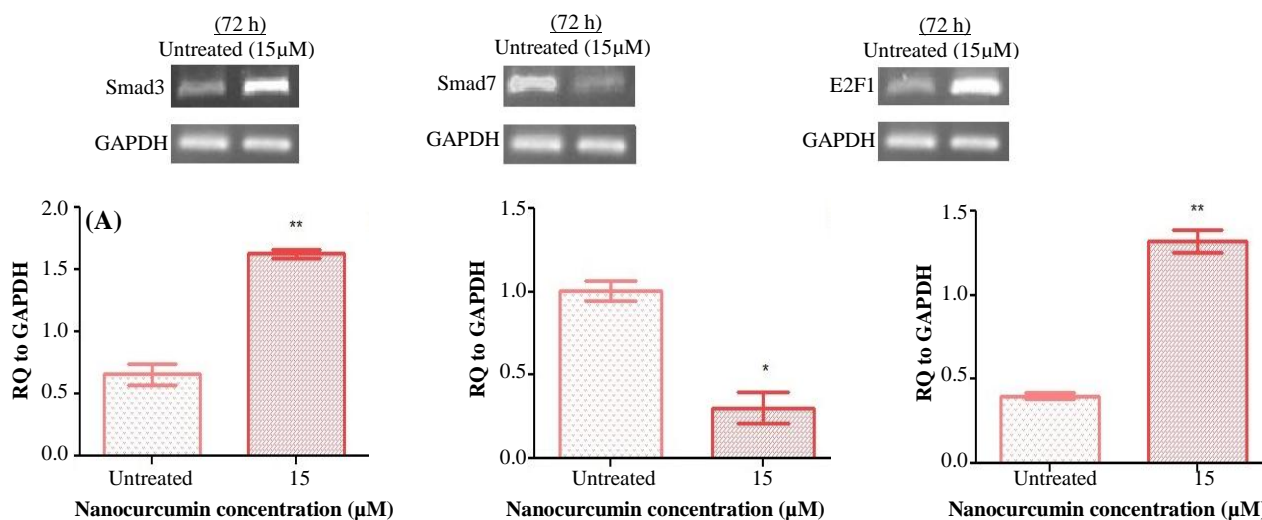 (72 h)
Untreated (15µM)
Smad3
GAPDH
(72 h)
Untreated (15µM)
Smad7
GAPDH
(72 h)
Untreated (15µM)
E2F1
GAPDH
(A)
RQ to GAPDH
2.0
1.5
1.0
0.5
0.0
**
Untreated 15
Nanocurcumin concentration (µM)
RQ to GAPDH
1.5
1.0
0.5
0.0
*
Untreated 15
Nanocurcumin concentration (µM)
RQ to GAPDH
1.5
1.0
0.5
0.0
**
Untreated 15
Nanocurcumin concentration (µM)